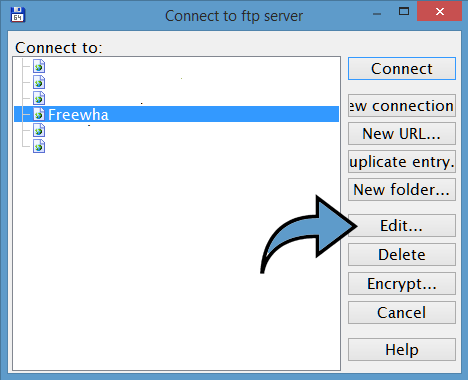 64
Connect to ftp server
Connect to:
Freewha
Connect
ew connection
New URL...
uplicate entry.
New folder...
Edit...
Delete
Encrypt...
Cancel
Help